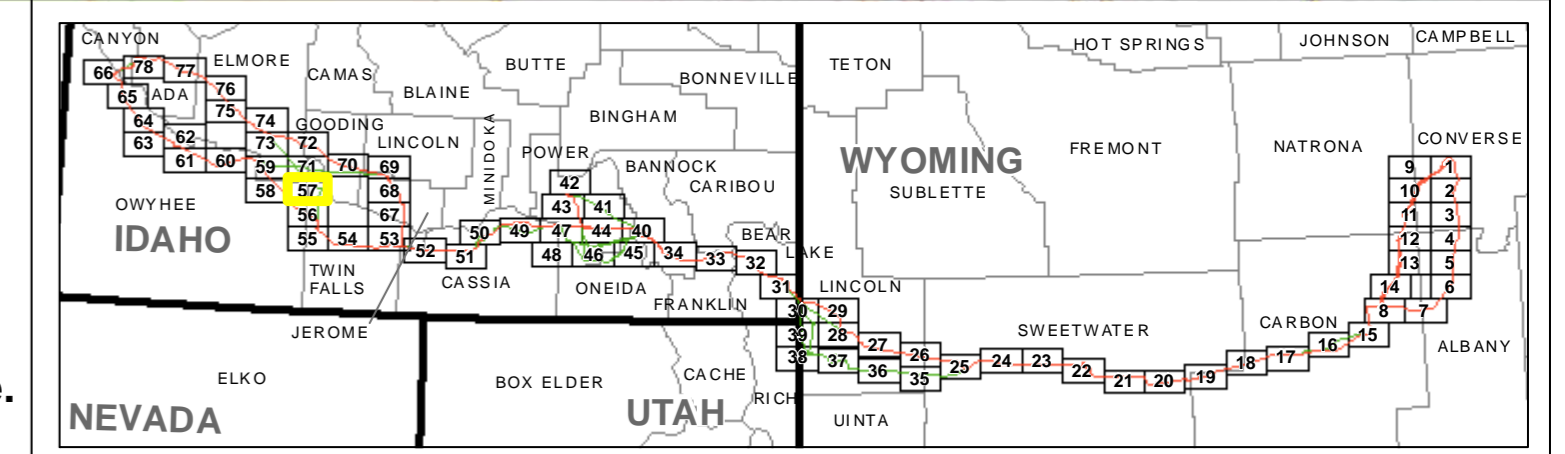 CANYON
HOT SPRINGS
JOHNSON
CAMPBELL
ELMORE
CAMAS
BUTTE
BONNEVILLE
TETON
66 78 77
76
65 ADA
75
BLAINE
BINGHAM
64
74
GOODING
63 62
73 72
LINCOLN
MINIDOKA
POWER
BANNOCK
WYOMING
FREMONT
NATRONA
CONVERSE
61 60 59 71 70 69
58 57 68
42
CARIBOU
SUBLETTE
9 1
10 2
OWYHEE
56 67
43 41
11 3
IDAHO
55 54 53 52 51 50 49 47 44 40
BEAR
LAKE
12 4
48 46 45 34 33 32
13 5
TWIN
FALLS
CASSIA
ONEIDA
FRANKLIN
31
LINCOLN
14 6
JEROME
30 29
8 7
39 28
SWEETWATER
CARBON
15
ALBANY
38 37 27 26 25 24 23 22 21 20 19 18 17 16
36 35
ELKO
BOX ELDER
CACHE
RICH
NEVADA
UTAH
UINTA
e.